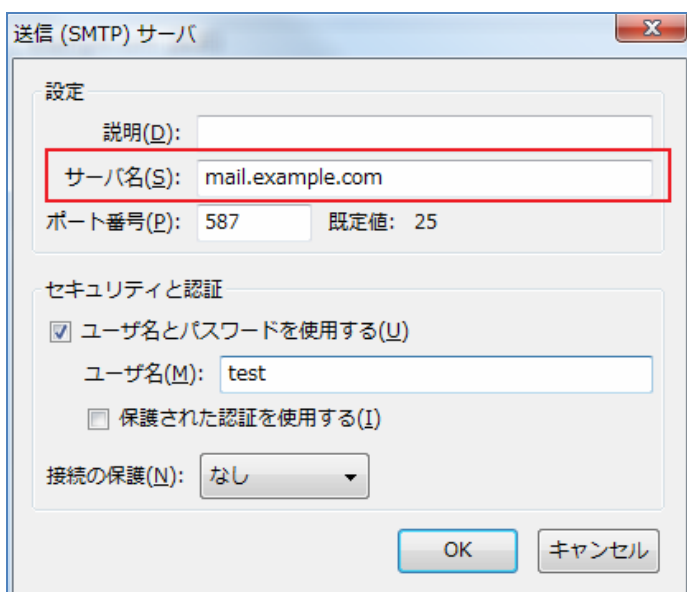 送信 (SMTP) サーバ
設定
説明(D):
サーバ名(S): mail.example.com
ポート番号(P): 587 既定値: 25
セキュリティと認証
ユーザ名とパスワードを使用する(U)
ユーザ名(M): test
保護された認証を使用する(I)
接続の保護(N): なし
OK キャンセル